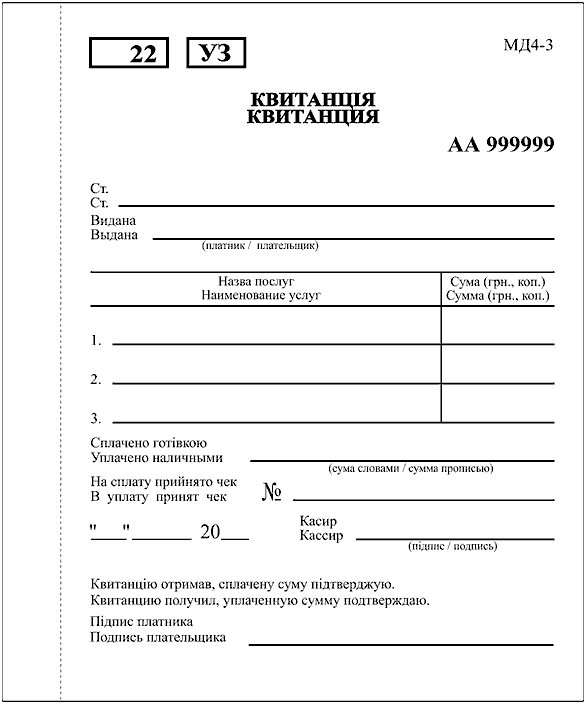 22 УЗ МД4-3
КВИТАНЦІЯ
КВИТАНЦИЯ
АА 999999
Ст.
Ст.
Видана
Выдана
(платник / плательщик)
Назва послуг Сума (грн., коп.)
Наименование услуг Сумма (грн., коп.)
1.
2.
3.
Сплачено готівкою
Уплачено наличными
(сума словами / сумма прописью)
На сплату прийнято чек
В уплату принят чек №
"___"______ 20___ Касир
Кассир
(підпис / подпись)
Квитанцію отримав, сплачену суму підтверджую.
Квитанцию получил, уплаченную сумму подтверждаю.
Підпис платника
Подпись плательщика